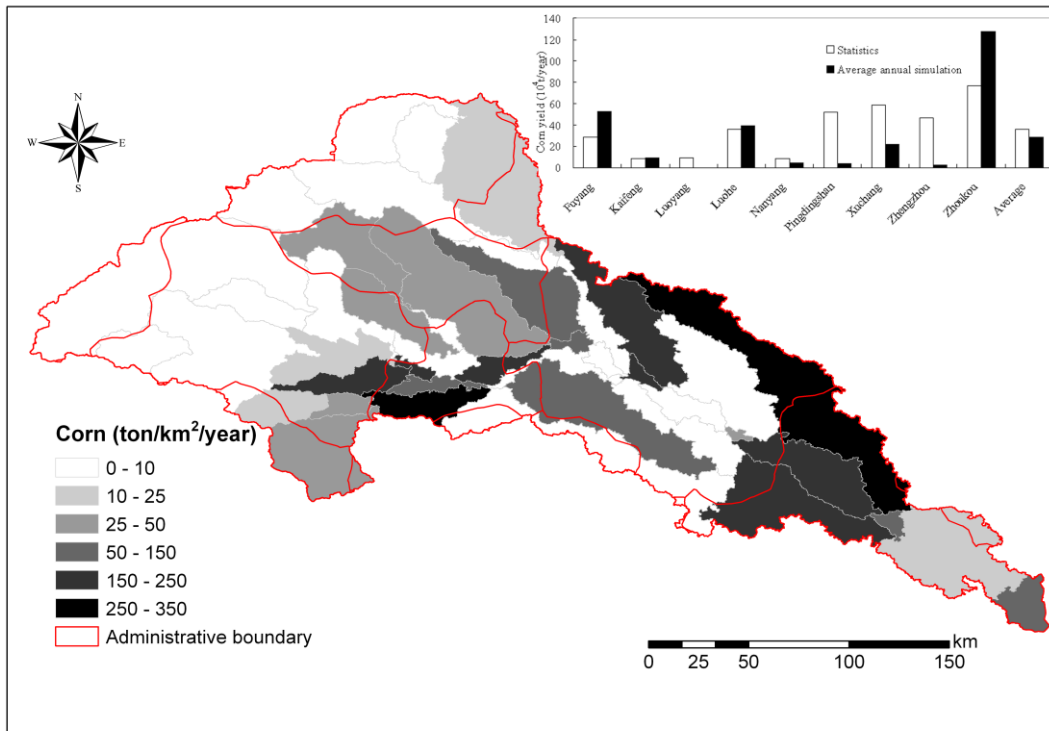 140
120
100
80
60
40
20
0
Corn yield (10⁴t/year)
Statistics
Average annual simulation
Fuyang
Kaifeng
Luoyang
Luohe
Nanyang
Pingdingshan
Xuchang
Zhengzhou
Zhoukou
Average
N
W E
S
Corn (ton/km²/year)
0 - 10
10 - 25
25 - 50
50 - 150
150 - 250
250 - 350
Administrative boundary
km
0 25 50 100 150